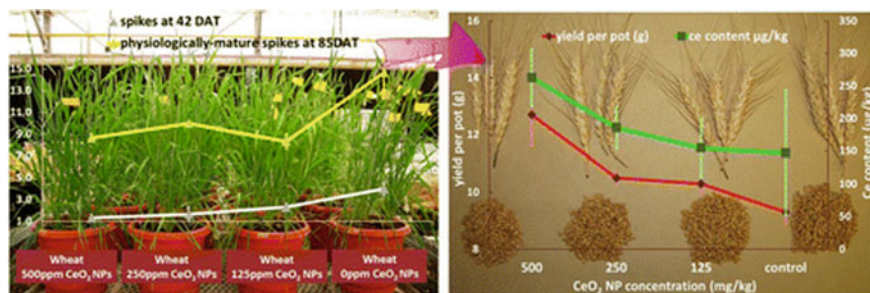 spikes at 42 DAT
physiologically-mature spikes at 85DAT
15.0
11.0
9.0
7.0
5.0
3.0
1.0
Wheat
500ppm CeO₂ NPs
Wheat
250ppm CeO₂ NPs
Wheat
125ppm CeO₂ NPs
Wheat
0ppm CeO₂ NPs
yield per pot (g)
ce content µg/kg
yield per pot (g)
16
14
12
10
8
Ce content (µg/kg)
350
300
250
200
150
100
50
0
500
250
125
control
CeO₂ NP concentration (mg/kg)